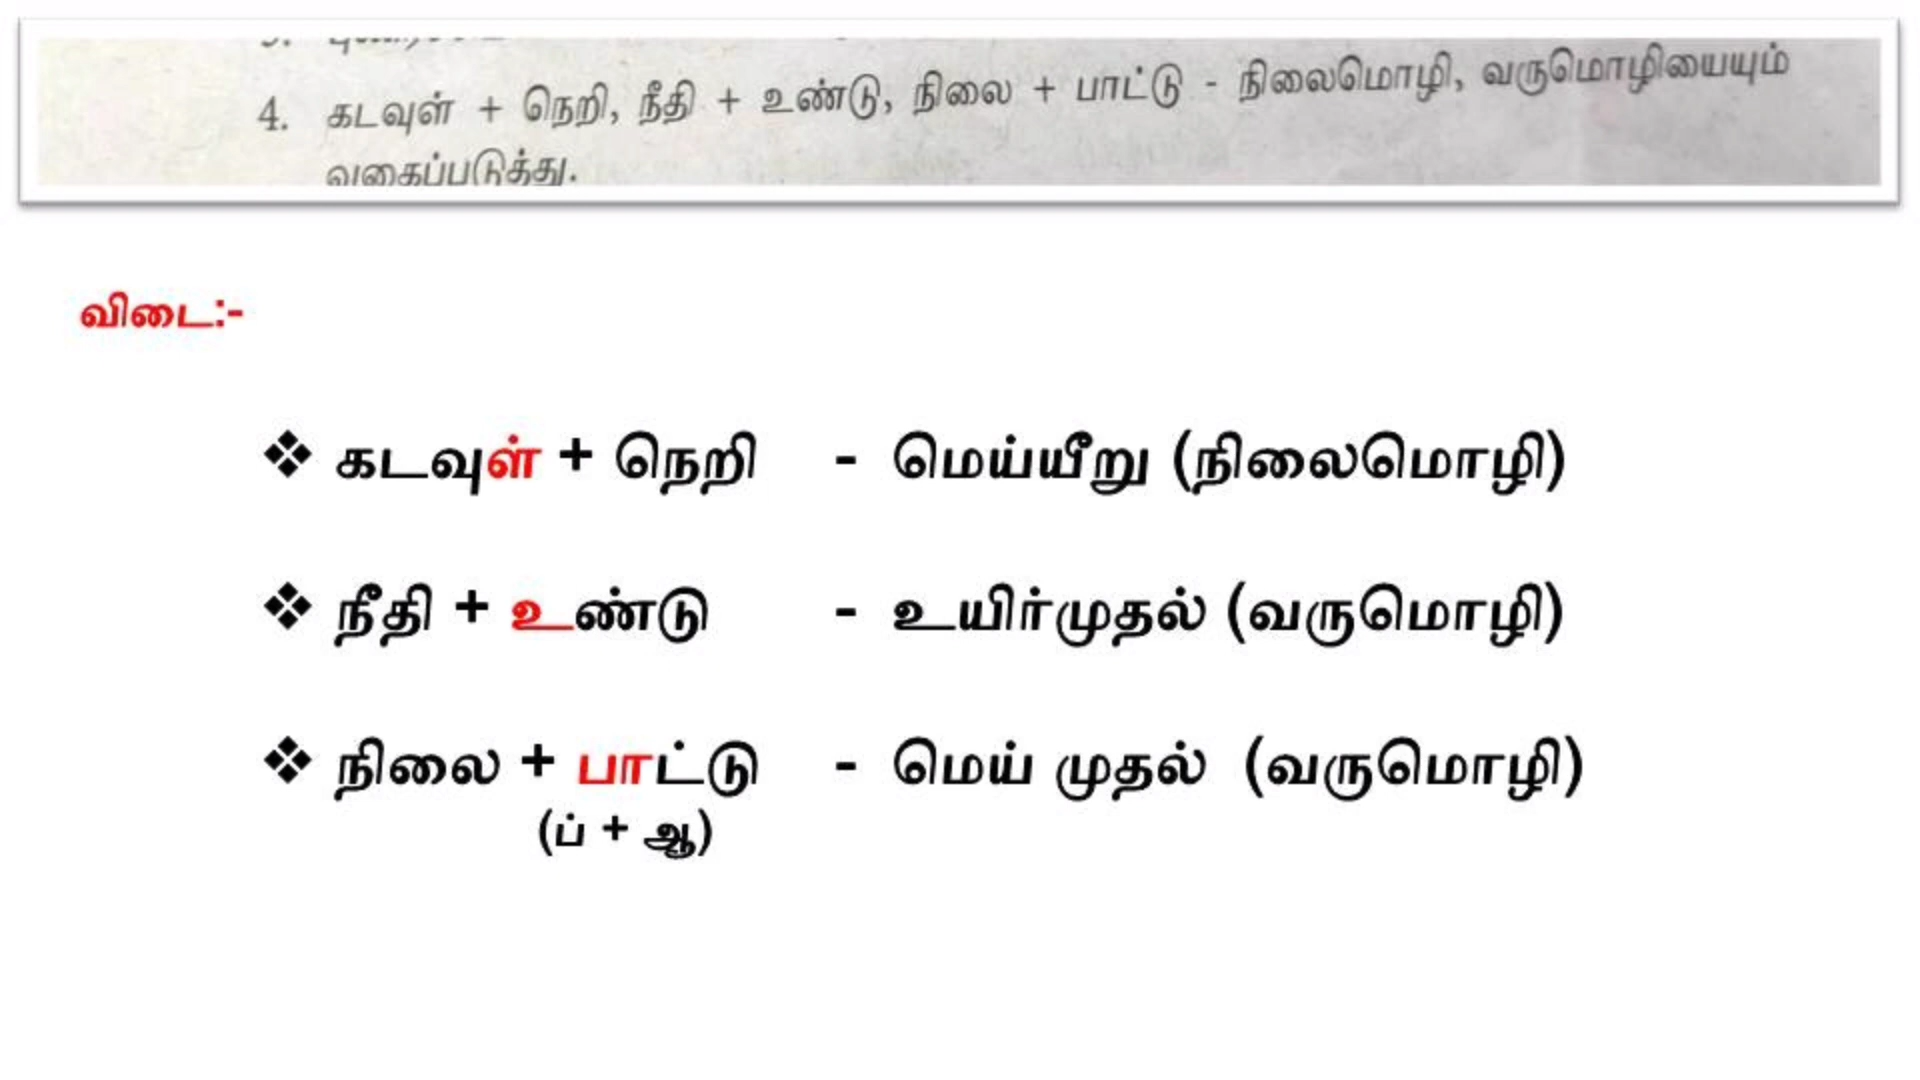 4. கடவுள் + நெறி, நீதி + உண்டு, நிலை + பாட்டு - நிலைமொழி, வருமொழியையும்
வகைப்படுத்து.
விடை:-
❖ கடவுள் + நெறி - மெய்யீறு (நிலைமொழி)
❖ நீதி + உண்டு - உயிர்முதல் (வருமொழி)
❖ நிலை + பாட்டு - மெய் முதல் (வருமொழி)
(ப் + ஆ)